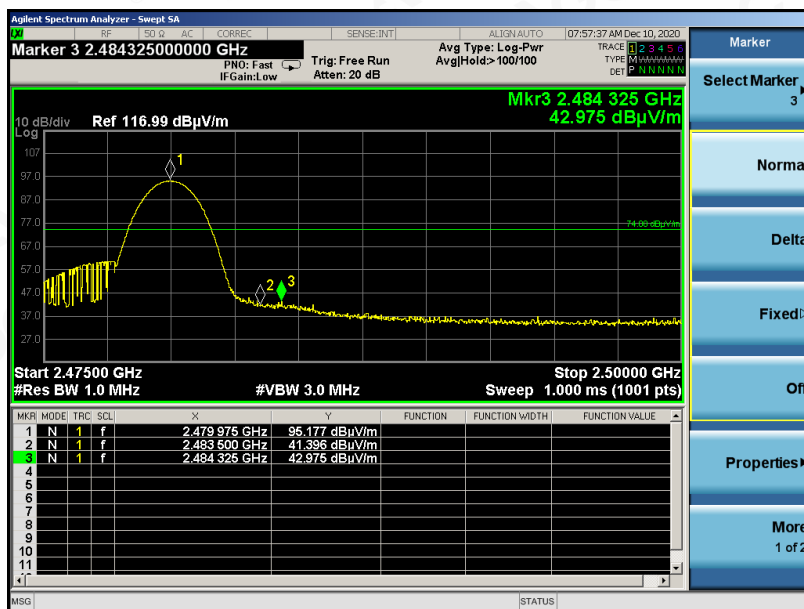 Agilent Spectrum Analyzer - Swept SA
LXI RF 50 Ω AC CORREC SENSE:INT ALIGN AUTO 07:57:37 AM Dec 10, 2020
Marker 3 2.484325000000 GHz
PNO: Fast
IFGain:Low
Trig: Free Run
Atten: 20 dB
Avg Type: Log-Pwr
Avg|Hold:>100/100
TRACE 1 2 3 4 5 6
TYPE M
DET P N N N N N
Mkr3 2.484 325 GHz
42.975 dBµV/m
10 dB/div Ref 116.99 dBµV/m
Log
107
97.0
87.0
77.0
67.0
57.0
47.0
37.0
27.0
1
2
3
74.00 dBµV/m
Start 2.47500 GHz Stop 2.50000 GHz
#Res BW 1.0 MHz #VBW 3.0 MHz Sweep 1.000 ms (1001 pts)
MKR MODE TRC SCL X Y FUNCTION FUNCTION WIDTH FUNCTION VALUE
1 N 1 f 2.479 975 GHz 95.177 dBµV/m
2 N 1 f 2.483 500 GHz 41.396 dBµV/m
3 N 1 f 2.484 325 GHz 42.975 dBµV/m
4
5
6
7
8
9
10
11
MSG STATUS
Marker
Select Marker
3
Norma
Delta
Fixed
Of
Properties
More
1 of 2